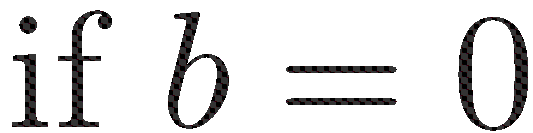 if b = 0